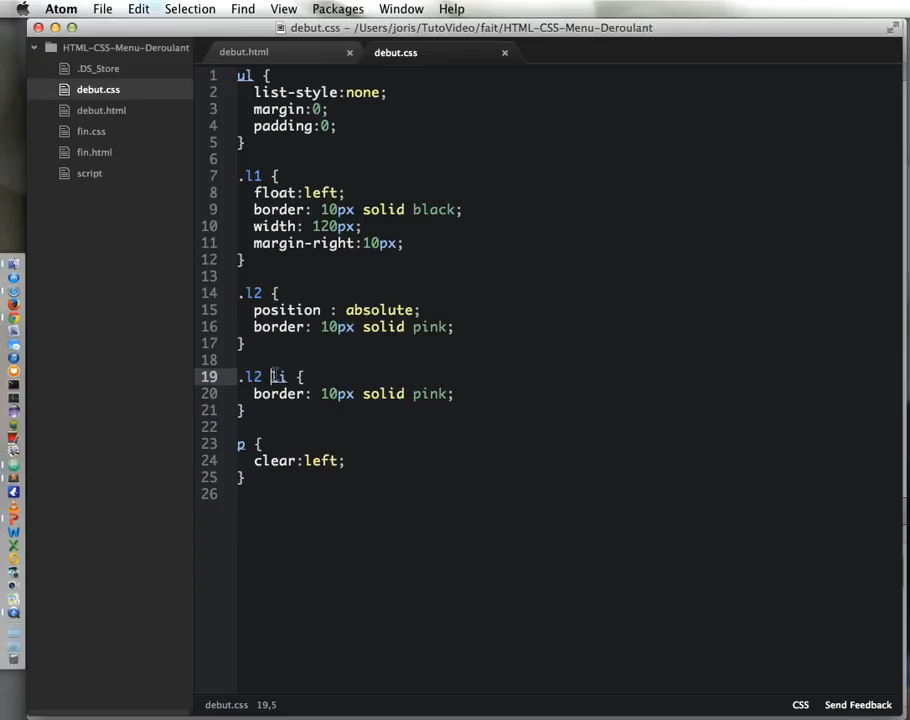 Atom File Edit Selection Find View Packages Window Help
debut.css - /Users/joris/TutoVideo/fait/HTML-CSS-Menu-Deroulant
HTML-CSS-Menu-Deroulant
.DS_Store
debut.css
debut.html
fin.css
fin.html
script
debut.html
debut.css
1 ul {
2 list-style:none;
3 margin:0;
4 padding:0;
5 }
6
7 .l1 {
8 float:left;
9 border: 10px solid black;
10 width: 120px;
11 margin-right:10px;
12 }
13
14 .l2 {
15 position : absolute;
16 border: 10px solid pink;
17 }
18
19 .l2 li {
20 border: 10px solid pink;
21 }
22
23 p {
24 clear:left;
25 }
26
debut.css 19,5
CSS Send Feedback